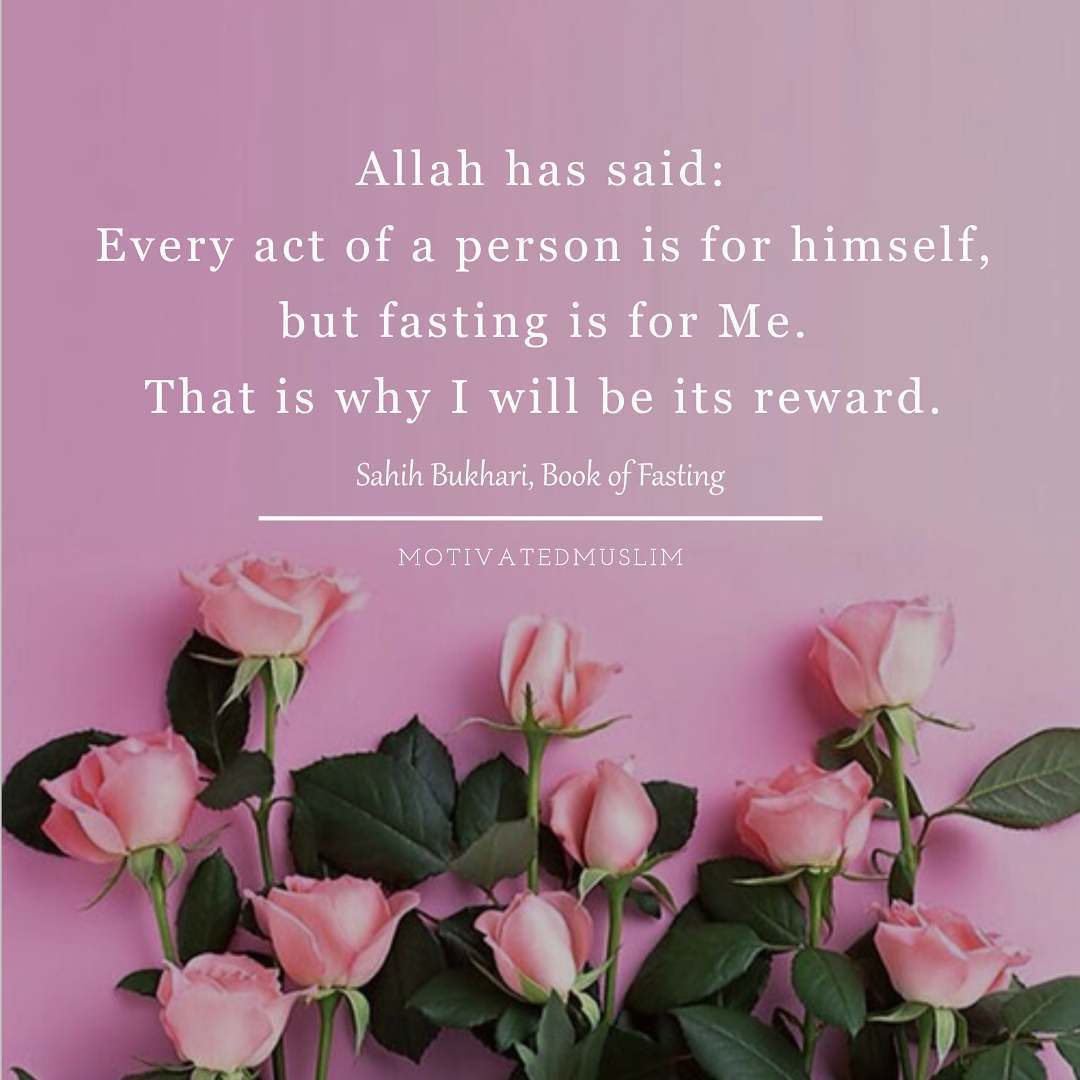 Allah has said:
Every act of a person is for himself,
but fasting is for Me.
That is why I will be its reward.
Sahih Bukhari, Book of Fasting
MOTIVATEDMUSLIM